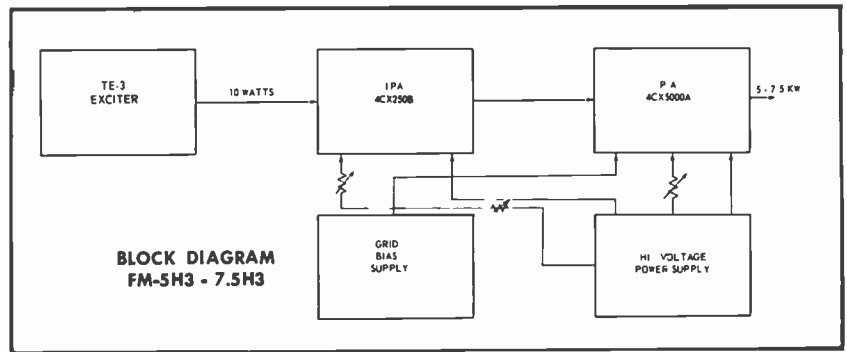 TE-3
EXCITER
10 WATTS
IPA
4CX250B
PA
4CX5000A
5 - 7.5 KW
GRID
BIAS
SUPPLY
HI VOLTAGE
POWER SUPPLY
BLOCK DIAGRAM
FM-5H3 - 7.5H3